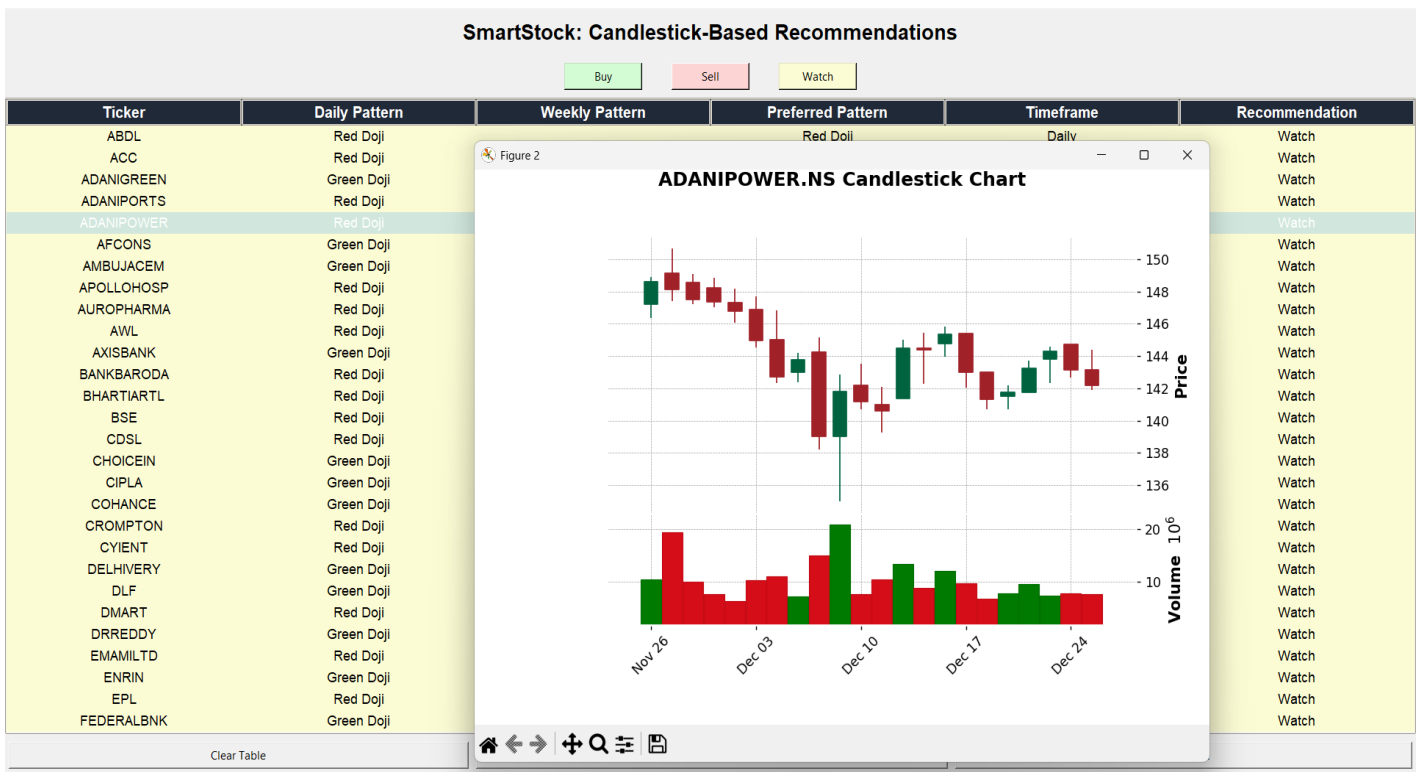 SmartStock: Candlestick-Based Recommendations
Buy Sell Watch
Ticker Daily Pattern Weekly Pattern Preferred Pattern Timeframe Recommendation
ABDL Red Doji Red Doji Daily Watch
ACC Red Doji Watch
ADANIGREEN Green Doji Watch
ADANIPORTS Red Doji Watch
ADANIPOWER Red Doji Watch
AFCONS Green Doji Watch
AMBUJACEM Green Doji Watch
APOLLOHOSP Red Doji Watch
AUROPHARMA Red Doji Watch
AWL Red Doji Watch
AXISBANK Green Doji Watch
BANKBARODA Red Doji Watch
BHARTIARTL Red Doji Watch
BSE Red Doji Watch
CDSL Red Doji Watch
CHOICEIN Green Doji Watch
CIPLA Green Doji Watch
COHANCE Green Doji Watch
CROMPTON Red Doji Watch
CYIENT Red Doji Watch
DELHIVERY Green Doji Watch
DLF Green Doji Watch
DMART Red Doji Watch
DRREDDY Green Doji Watch
EMAMILTD Red Doji Watch
ENRIN Green Doji Watch
EPL Red Doji Watch
FEDERALBNK Green Doji Watch
Clear Table
Figure 2
ADANIPOWER.NS Candlestick Chart
150
148
146
144
142
140
138
136
Price
20
10
Volume 10^6
Nov 26 Dec 03 Dec 10 Dec 17 Dec 24